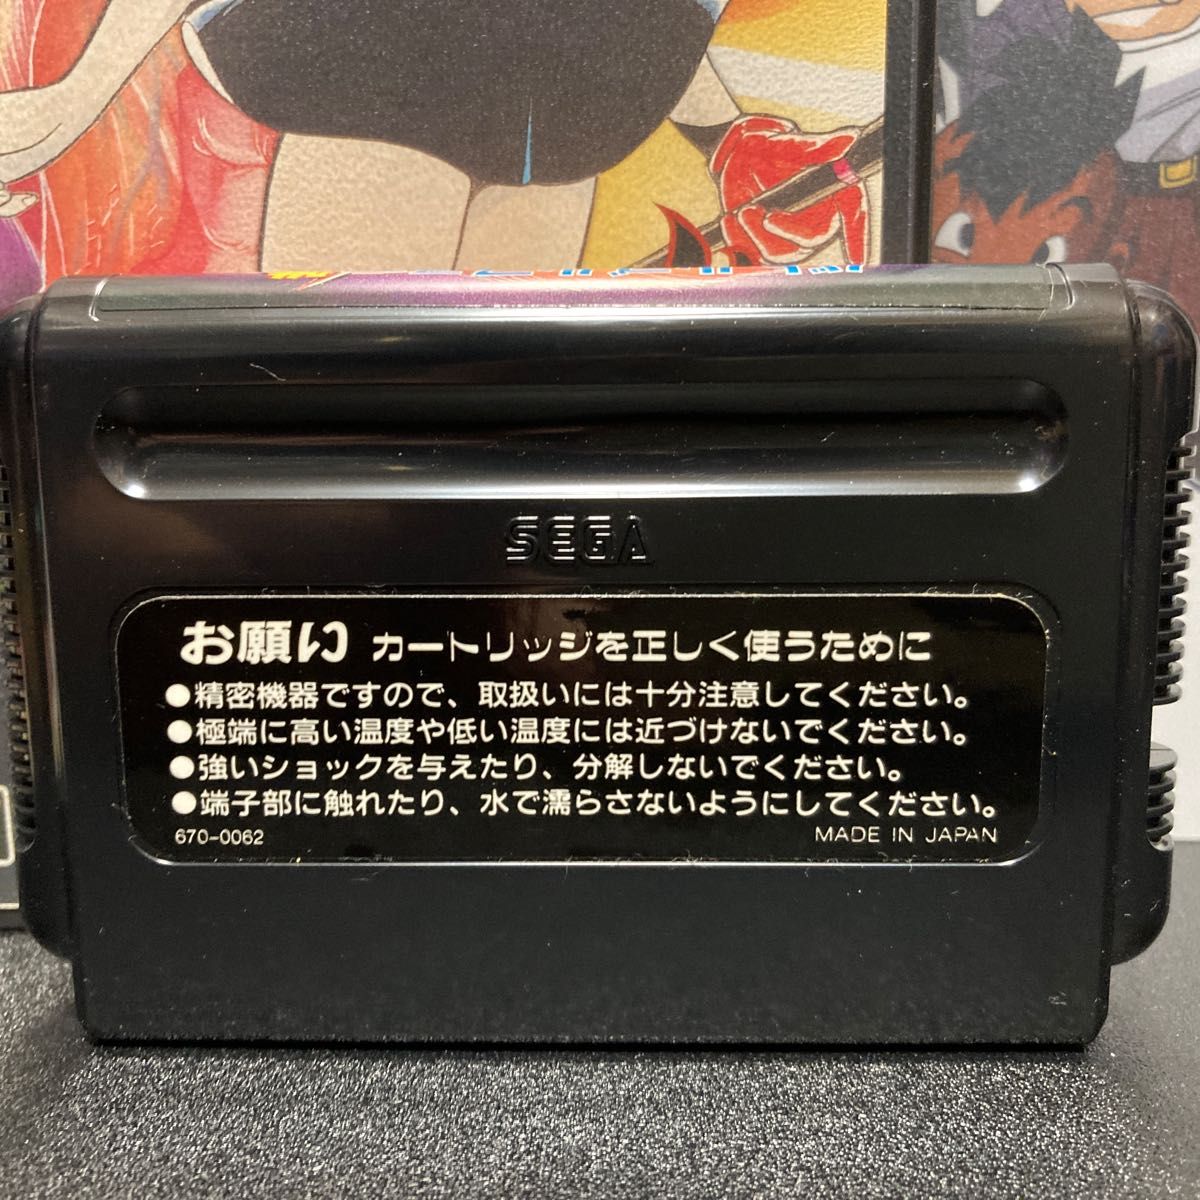 SEGA
お願い カートリッジを正しく使うために
●精密機器ですので、取扱いには十分注意してください。
●極端に高い温度や低い温度には近づけないでください。
●強いショックを与えたり、分解しないでください。
●端子部に触れたり、水で濡らさないようにしてください。
670-0062 MADE IN JAPAN